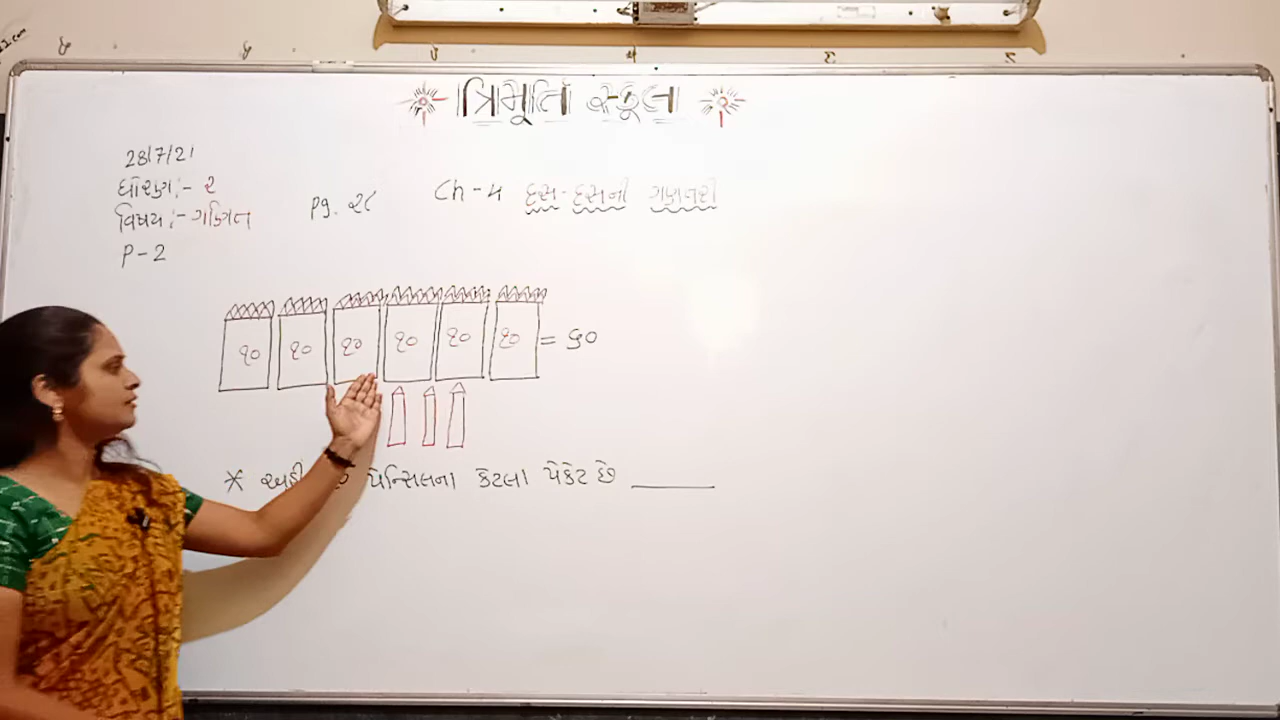 ત્રિમૂર્તિ સ્કૂલ
28/7/21
ધોરણ :- ૨
વિષય :- ગણિત
P-2
Pg. ૨૮
Ch - ૫ દસ-દસની ગણતરી
૧૦ ૧૦ ૧૦ ૧૦ ૧૦ ૧૦ = ૬૦
* પેન્સિલના કેટલા પેકેટ છે ______